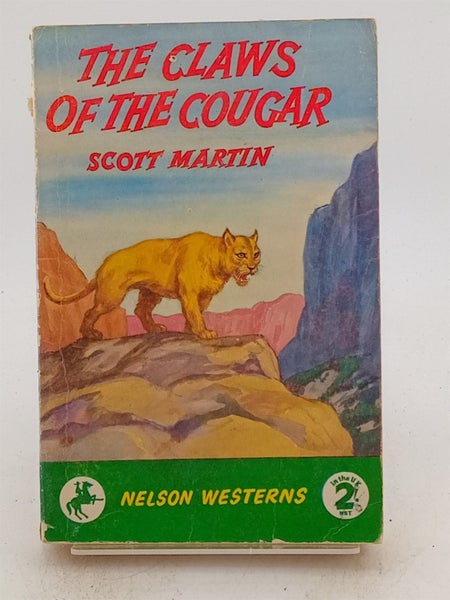 THE CLAWS
OF THE COUGAR
SCOTT MARTIN
NELSON WESTERNS
in the U.K.
2/-
NET